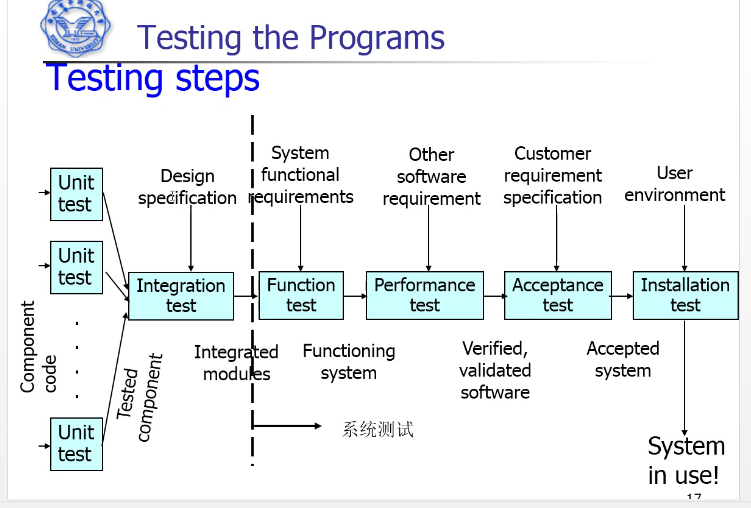 Testing the Programs
Testing steps
Unit
test
Unit
test
Unit
test
Component
code
Tested
component
Design
specification
Integration
test
Integrated
modules
System
functional
requirements
Function
test
Functioning
system
Other
software
requirement
Performance
test
Verified,
validated
software
Customer
requirement
specification
Acceptance
test
Accepted
system
User
environment
Installation
test
系统测试
System
in use!
17